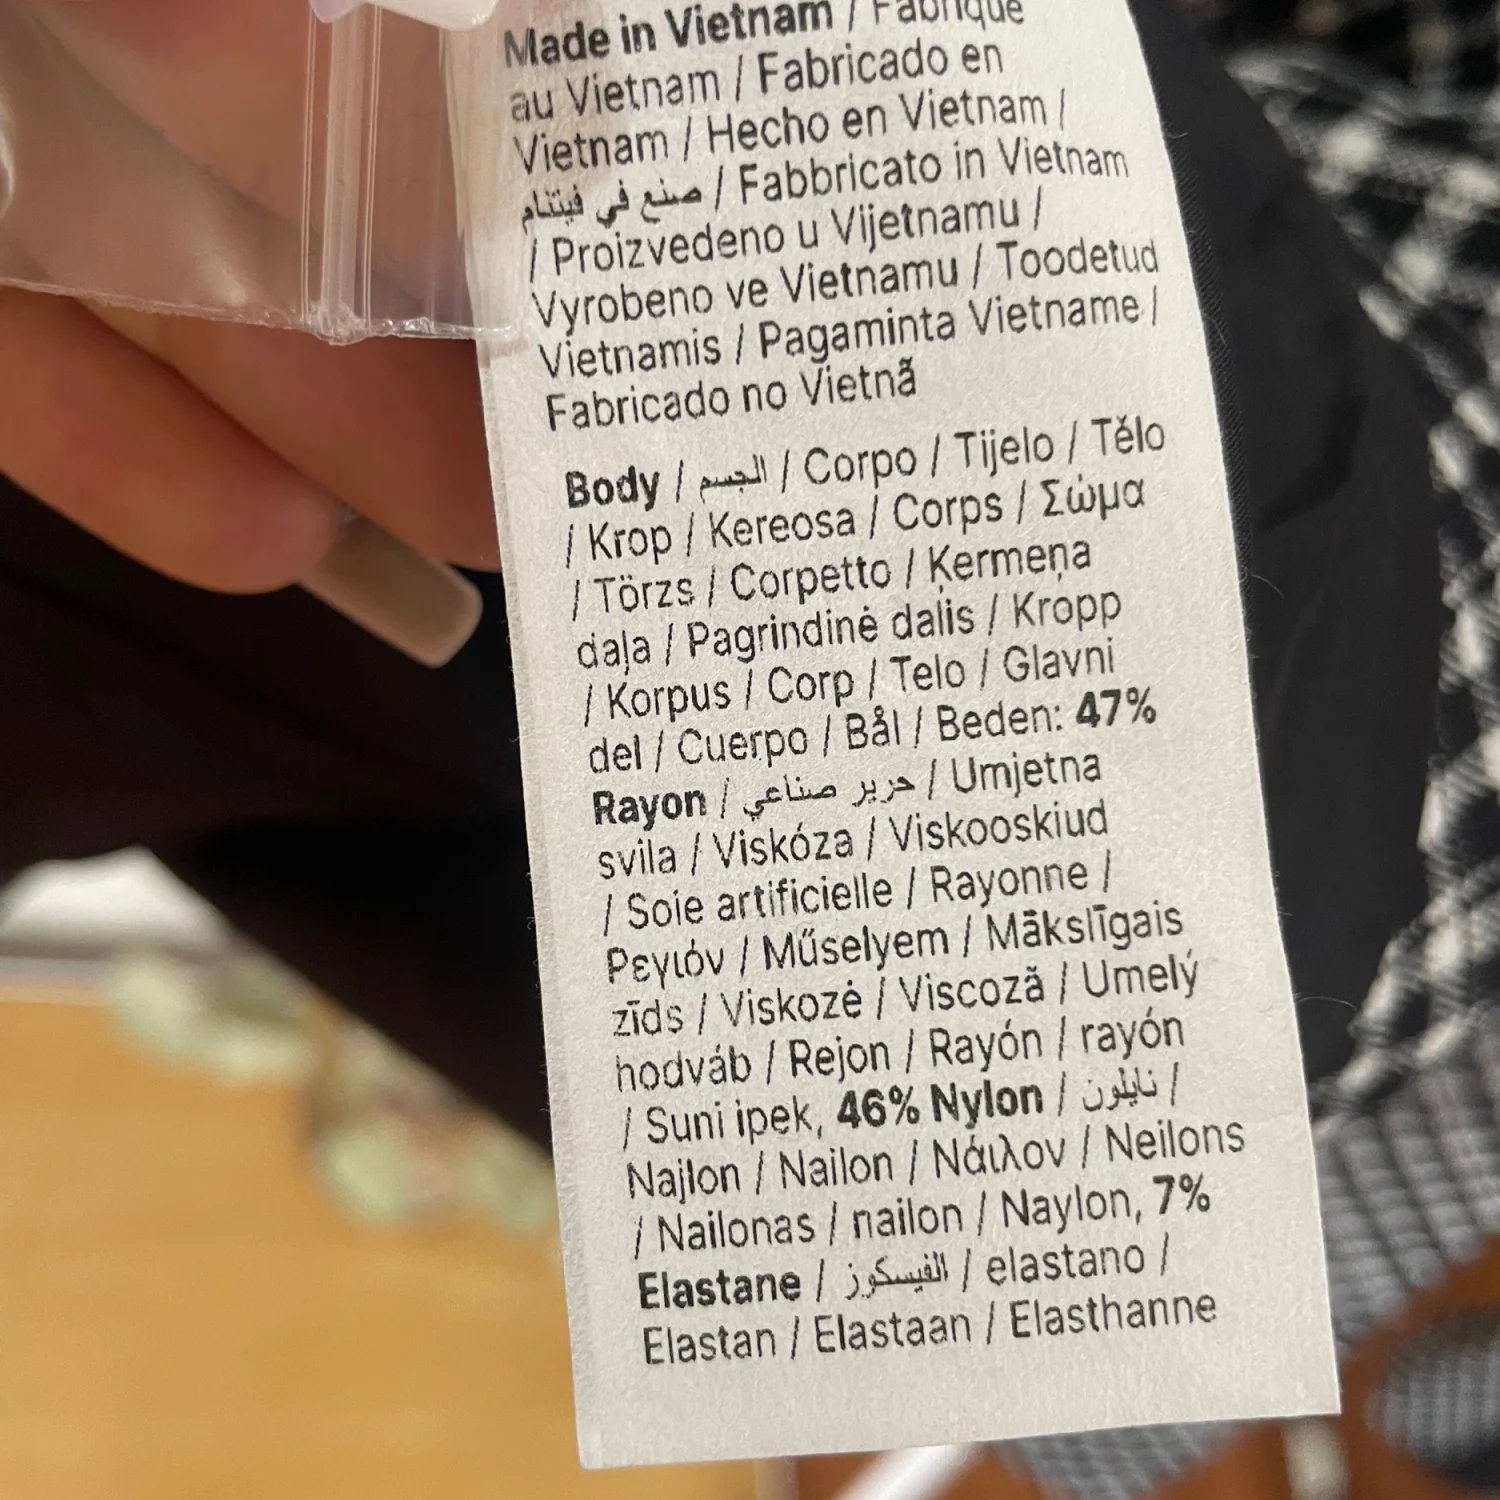 Made in Vietnam / Fabriqué
au Vietnam / Fabricado en
Vietnam / Hecho en Vietnam /
صنع في فيتنام / Fabbricato in Vietnam
/ Proizvedeno u Vijetnamu /
Vyrobeno ve Vietnamu / Toodetud
Vietnamis / Pagaminta Vietname /
Fabricado no Vietnã
Body / الجسم / Corpo / Tijelo / Tělo
/ Krop / Kereosa / Corps / Σώμα
/ Törzs / Corpetto / Ķermeņa
daļa / Pagrindinė dalis / Kropp
/ Korpus / Corp / Telo / Glavni
del / Cuerpo / Bål / Beden: 47%
Rayon / حرير صناعي / Umjetna
svila / Viskóza / Viskooskiud
/ Soie artificielle / Rayonne /
Ρεγιόν / Műselyem / Mākslīgais
zīds / Viskozė / Viscoză / Umelý
hodváb / Rejon / Rayón / rayón
/ Suni ipek, 46% Nylon / نايلون /
Najlon / Nailon / Νάιλον / Neilons
/ Nailonas / nailon / Naylon, 7%
Elastane / الفيسكوز / elastano /
Elastan / Elastaan / Elasthanne